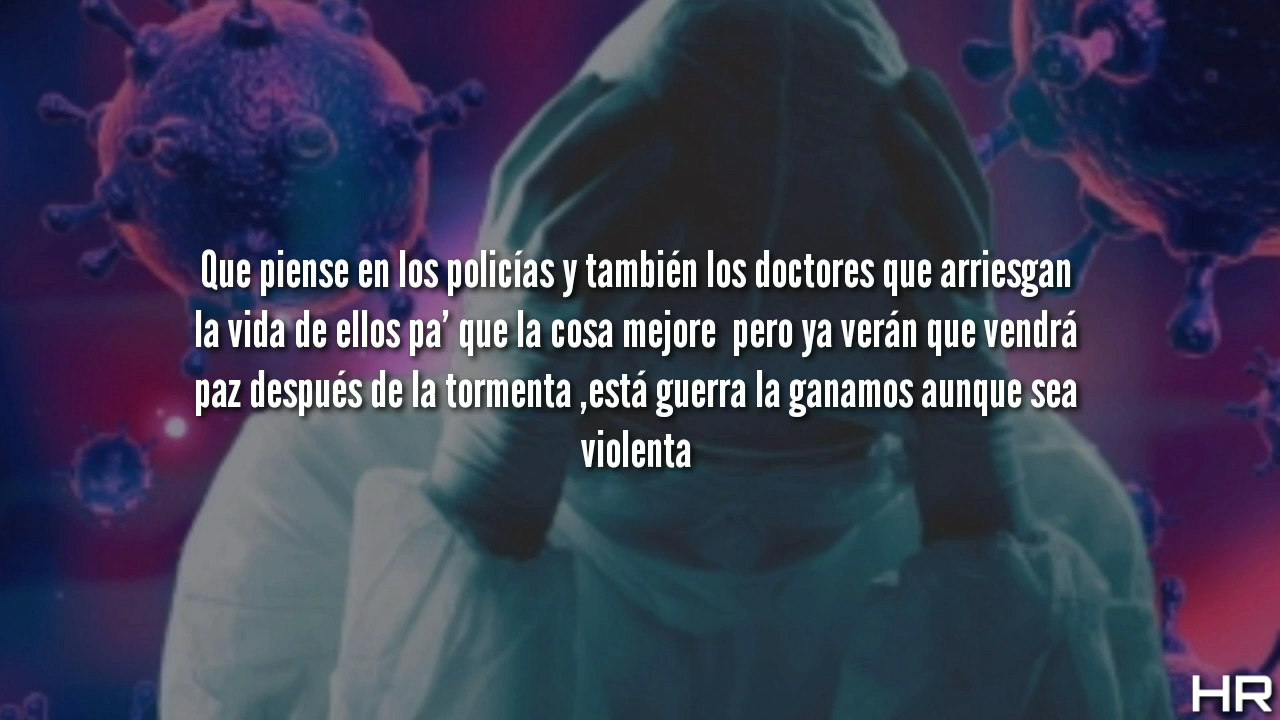 Que piense en los policías y también los doctores que arriesgan
la vida de ellos pa' que la cosa mejore  pero ya verán que vendrá
paz después de la tormenta ,está guerra la ganamos aunque sea
violenta
HR